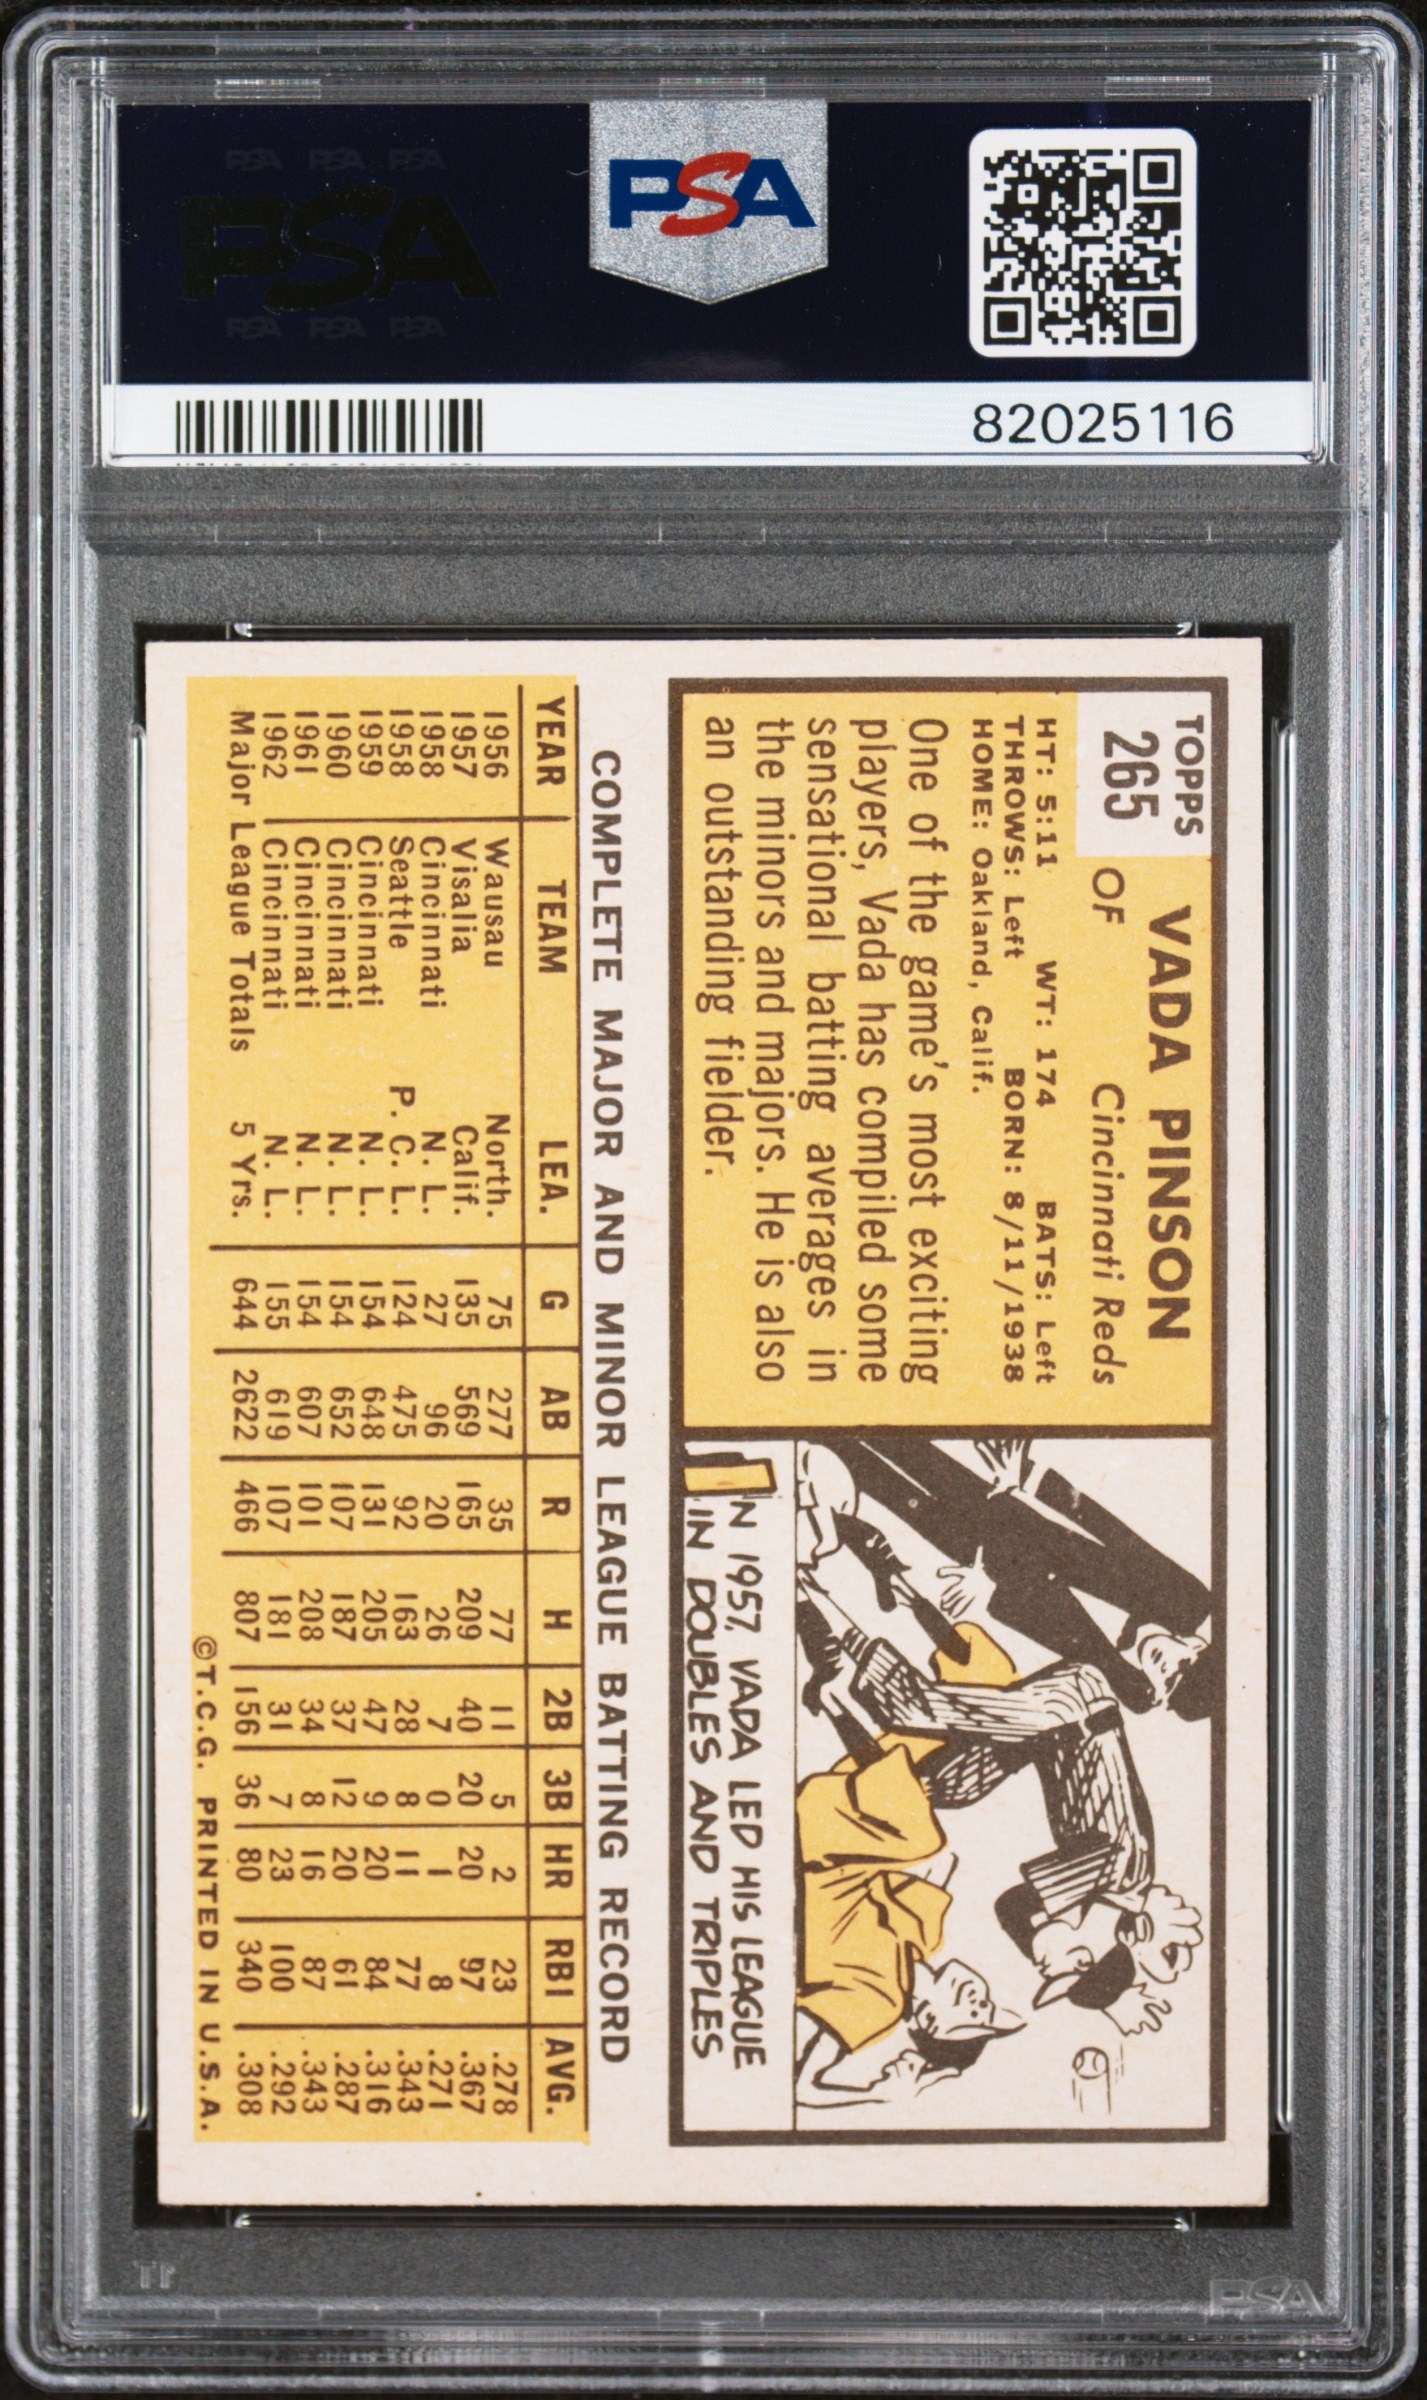 PSA PSA PSA
PSA
PSA PSA PSA
PSA
82025116
TOPPS
265
VADA PINSON
OF Cincinnati Reds
HT: 5:11 WT: 174 BATS: Left
THROWS: Left BORN: 8/11/1938
HOME: Oakland, Calif.
One of the game's most exciting
players, Vada has compiled some
sensational batting averages in
the minors and majors. He is also
an outstanding fielder.
IN 1957, VADA LED HIS LEAGUE
IN DOUBLES AND TRIPLES
COMPLETE MAJOR AND MINOR LEAGUE BATTING RECORD
YEAR TEAM LEA. G AB R H 2B 3B HR RBI AVG.
1956 Wausau North. 75 277 35 77 11 5 2 23 .278
1957 Visalia Calif. 135 569 165 209 40 20 20 97 .367
1958 Cincinnati N. L. 27 96 20 26 7 0 1 8 .271
1958 Seattle P. C. L. 124 475 92 163 28 8 11 77 .343
1959 Cincinnati N. L. 154 648 131 205 47 9 20 84 .316
1960 Cincinnati N. L. 154 652 107 187 37 12 20 61 .287
1961 Cincinnati N. L. 154 607 101 208 34 8 16 87 .343
1962 Cincinnati N. L. 155 619 107 181 31 7 23 100 .292
Major League Totals 5 Yrs. 644 2622 466 807 156 36 80 340 .308
©T.C.G. PRINTED IN U.S.A.
PSA